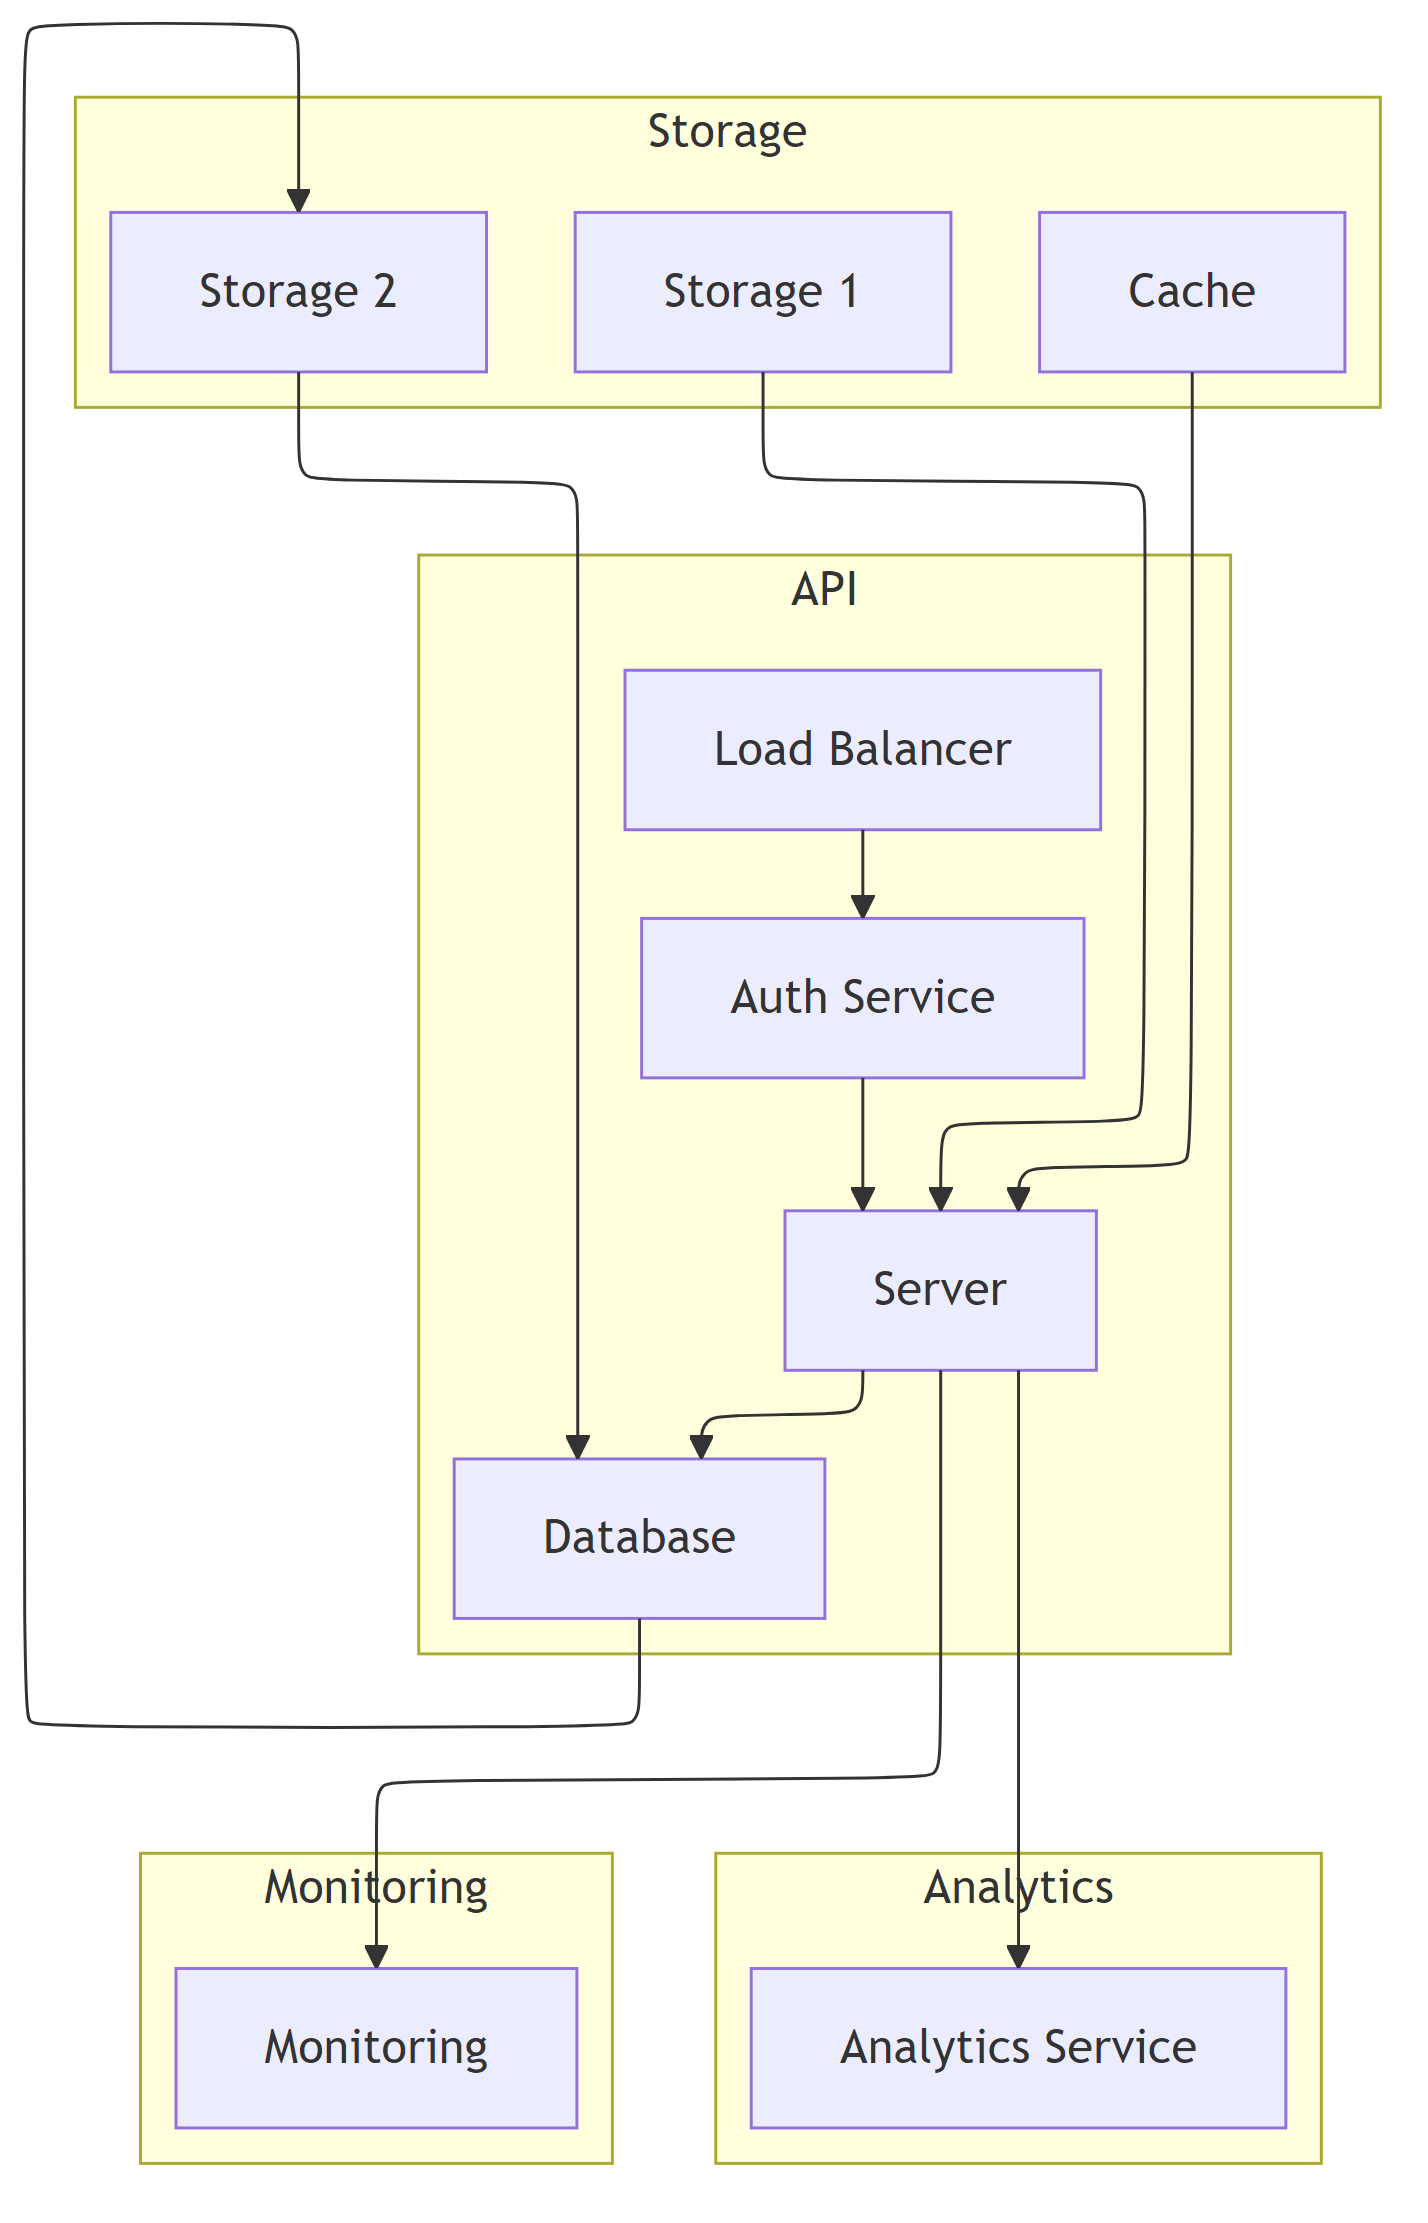 Storage
Storage 2
Storage 1
Cache
API
Load Balancer
Auth Service
Server
Database
Monitoring
Analytics
Monitoring
Analytics Service